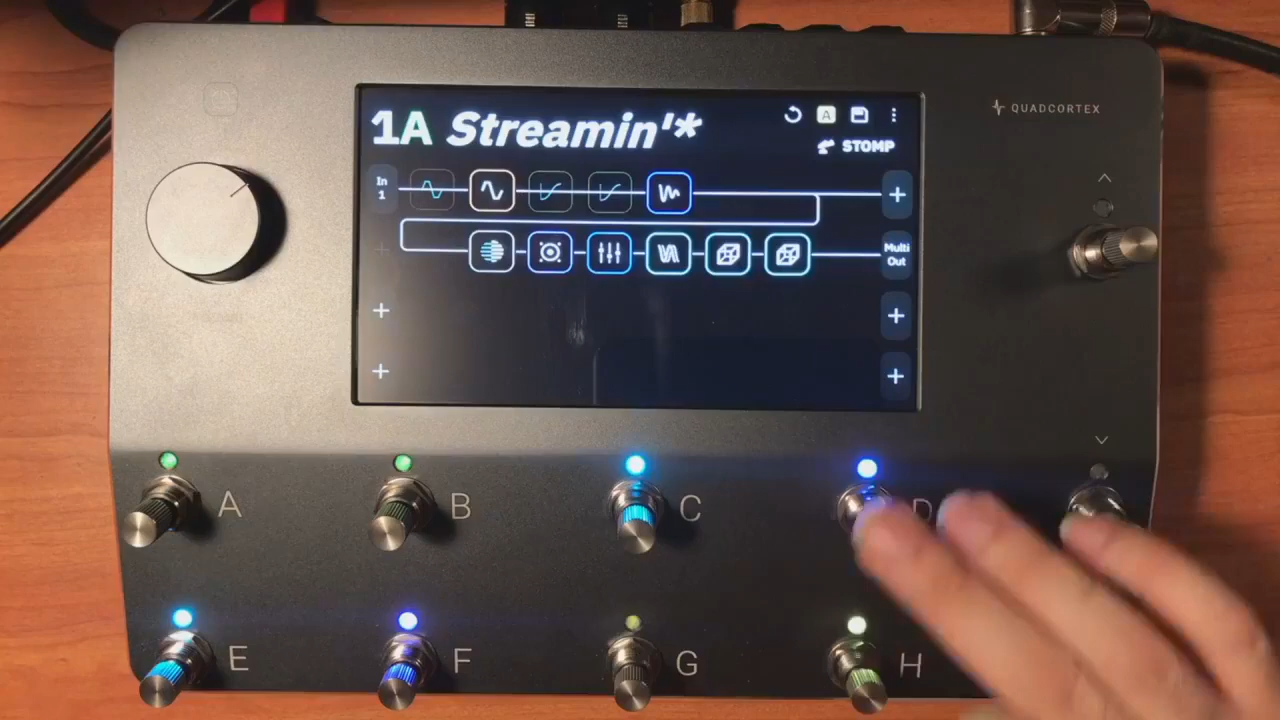 QUADCORTEX
1A Streamin'*
A
STOMP
In
1
Multi
Out
A
B
C
D
E
F
G
H